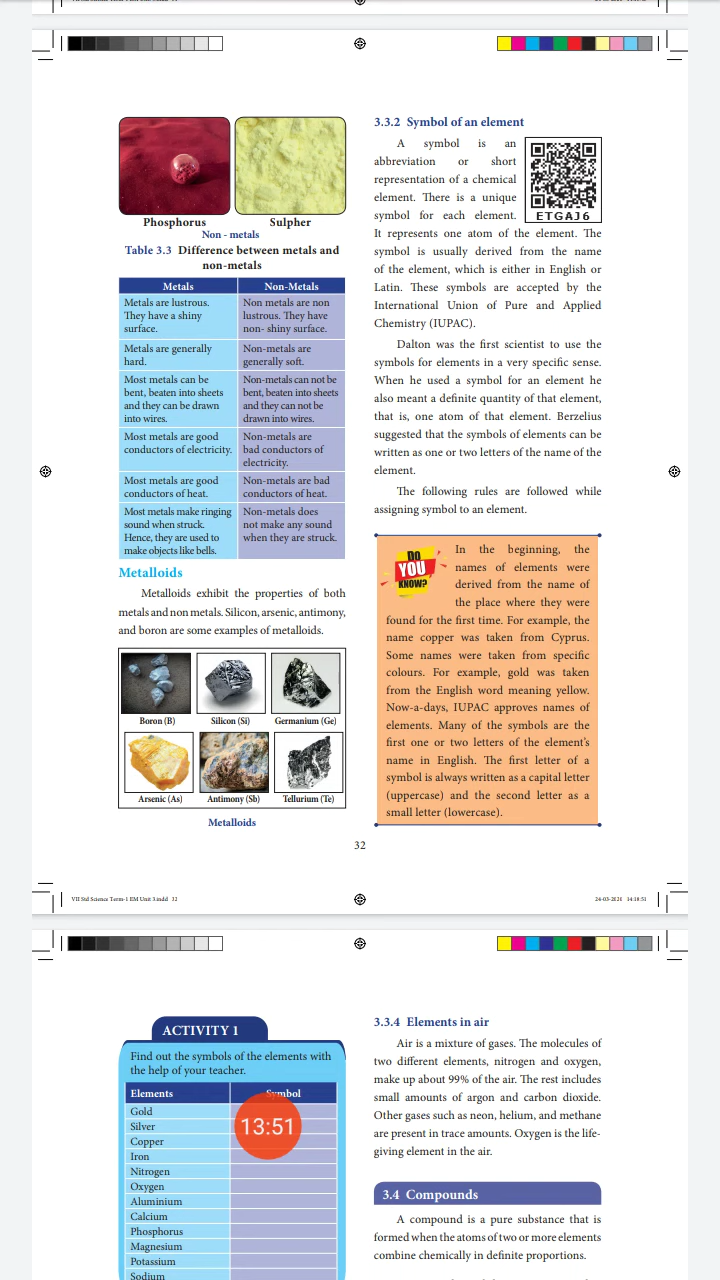 Phosphorus
Sulpher
Non - metals
Table 3.3 Difference between metals and
non-metals
Metals
Non-Metals
Metals are lustrous.
They have a shiny
surface.
Non metals are non
lustrous. They have
non- shiny surface.
Metals are generally
hard.
Non-metals are
generally soft.
Most metals can be
bent, beaten into sheets
and they can be drawn
into wires.
Non-metals can not be
bent, beaten into sheets
and they can not be
drawn into wires.
Most metals are good
conductors of electricity.
Non-metals are
bad conductors of
electricity.
Most metals are good
conductors of heat.
Non-metals are bad
conductors of heat.
Most metals make ringing
sound when struck.
Hence, they are used to
make objects like bells.
Non-metals does
not make any sound
when they are struck.
Metalloids
Metalloids exhibit the properties of both
metals and non metals. Silicon, arsenic, antimony,
and boron are some examples of metalloids.
Boron (B)
Silicon (Si)
Germanium (Ge)
Arsenic (As)
Antimony (Sb)
Tellurium (Te)
Metalloids
3.3.2 Symbol of an element
A symbol is an
abbreviation or short
representation of a chemical
element. There is a unique
symbol for each element.
ETGAJ6
It represents one atom of the element. The
symbol is usually derived from the name
of the element, which is either in English or
Latin. These symbols are accepted by the
International Union of Pure and Applied
Chemistry (IUPAC).
Dalton was the first scientist to use the
symbols for elements in a very specific sense.
When he used a symbol for an element he
also meant a definite quantity of that element,
that is, one atom of that element. Berzelius
suggested that the symbols of elements can be
written as one or two letters of the name of the
element.
The following rules are followed while
assigning symbol to an element.
DO
YOU
KNOW?
In the beginning, the
names of elements were
derived from the name of
the place where they were
found for the first time. For example, the
name copper was taken from Cyprus.
Some names were taken from specific
colours. For example, gold was taken
from the English word meaning yellow.
Now-a-days, IUPAC approves names of
elements. Many of the symbols are the
first one or two letters of the element's
name in English. The first letter of a
symbol is always written as a capital letter
(uppercase) and the second letter as a
small letter (lowercase).
32
VII Std Science Term-1 EM Unit 3.indd 32
24-03-2020 14:18:51
ACTIVITY 1
Find out the symbols of the elements with
the help of your teacher.
Elements
Symbol
Gold
Silver
Copper
Iron
Nitrogen
Oxygen
Aluminium
Calcium
Phosphorus
Magnesium
Potassium
Sodium
13:51
3.3.4 Elements in air
Air is a mixture of gases. The molecules of
two different elements, nitrogen and oxygen,
make up about 99% of the air. The rest includes
small amounts of argon and carbon dioxide.
Other gases such as neon, helium, and methane
are present in trace amounts. Oxygen is the life-
giving element in the air.
3.4 Compounds
A compound is a pure substance that is
formed when the atoms of two or more elements
combine chemically in definite proportions.